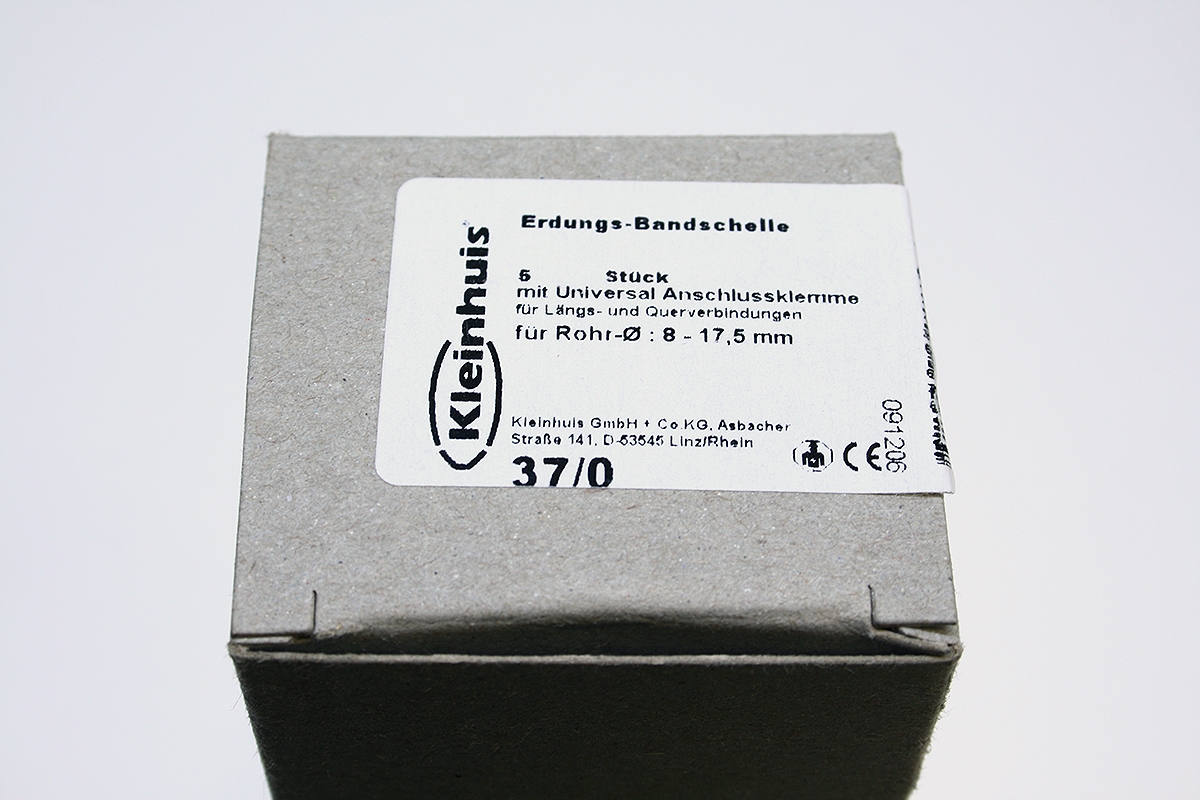 Erdungs-Bandschelle
5 Stück
mit Universal Anschlussklemme
für Längs- und Querverbindungen
für Rohr-Ø : 8 - 17,5 mm
Kleinhuis
Kleinhuis GmbH + Co.KG, Asbacher
Straße 141, D-53545 Linz/Rhein
37/0
CE
091206